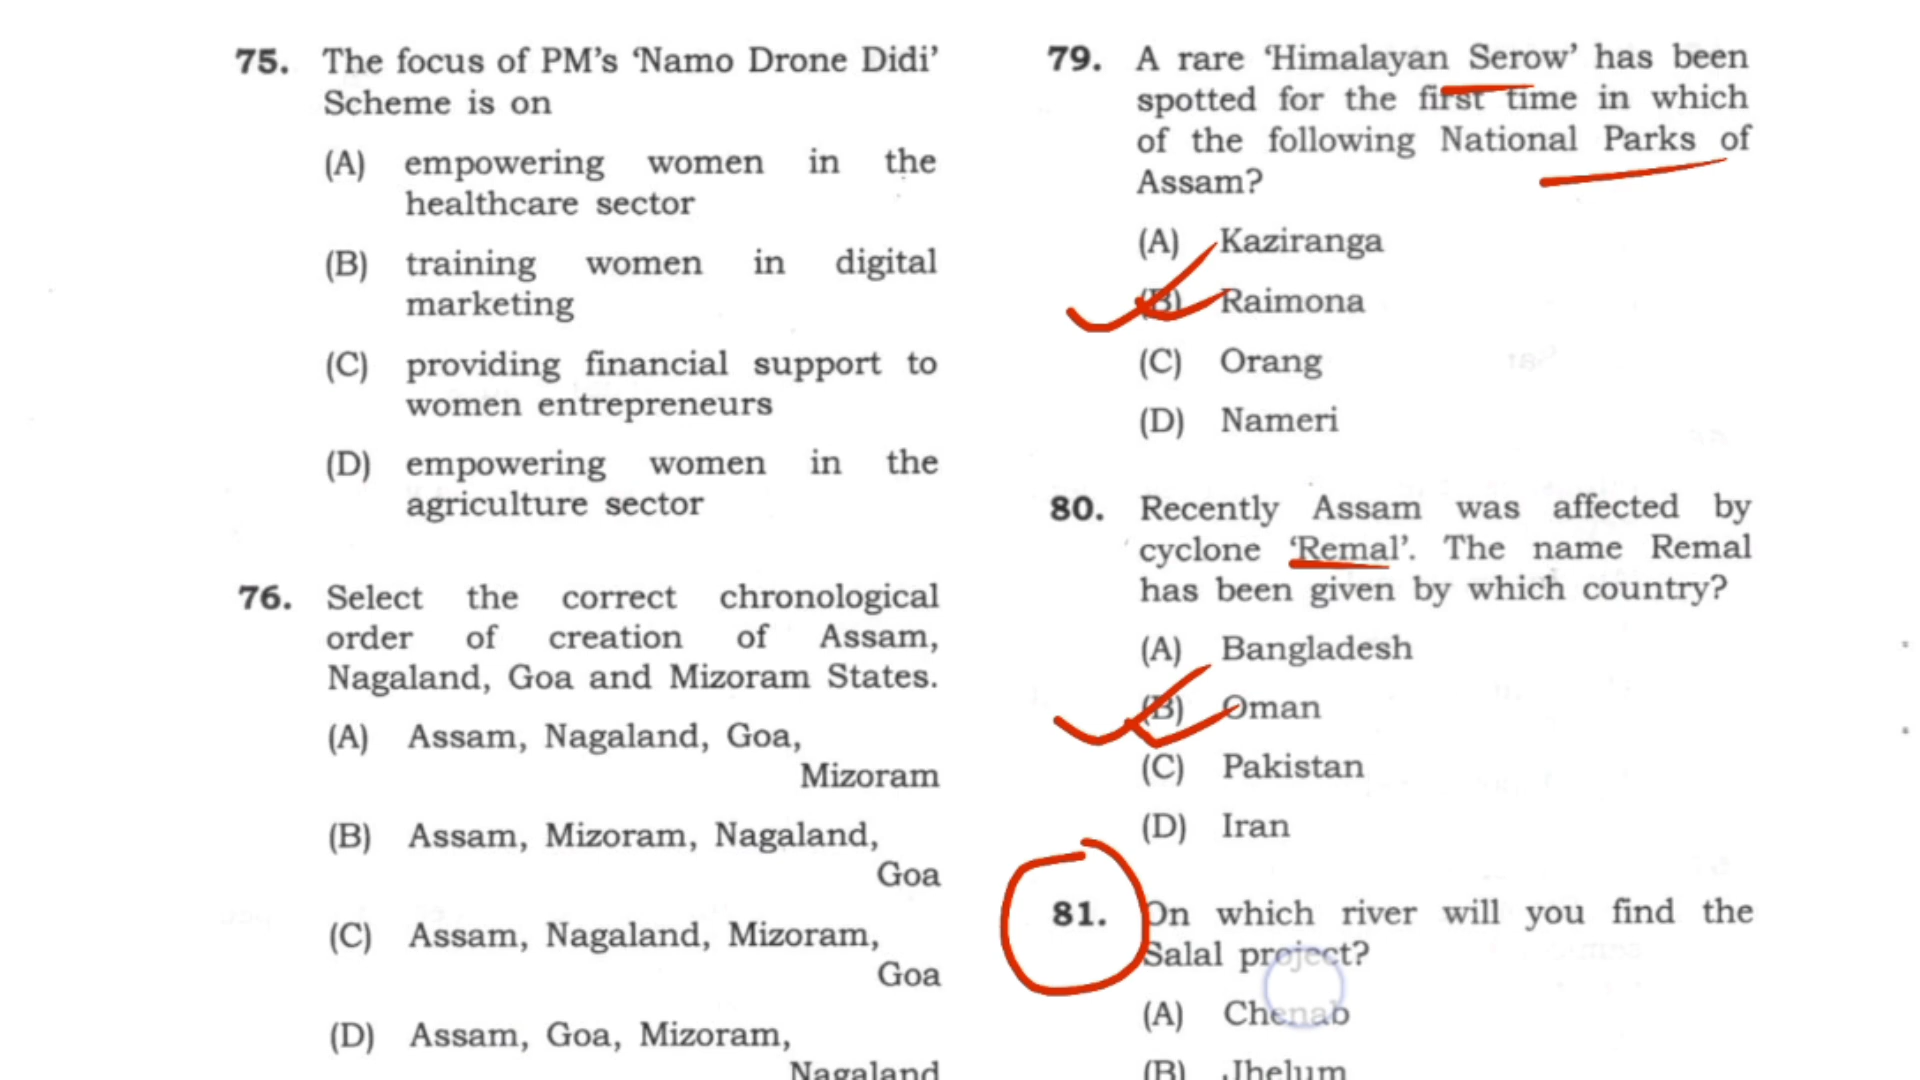 75. The focus of PM's 'Namo Drone Didi'
Scheme is on
(A) empowering women in the
healthcare sector
(B) training women in digital
marketing
(C) providing financial support to
women entrepreneurs
(D) empowering women in the
agriculture sector
76. Select the correct chronological
order of creation of Assam,
Nagaland, Goa and Mizoram States.
(A) Assam, Nagaland, Goa,
Mizoram
(B) Assam, Mizoram, Nagaland,
Goa
(C) Assam, Nagaland, Mizoram,
Goa
(D) Assam, Goa, Mizoram,
Nagaland
79. A rare 'Himalayan Serow' has been
spotted for the first time in which
of the following National Parks of
Assam?
(A) Kaziranga
(B) Raimona
(C) Orang
(D) Nameri
80. Recently Assam was affected by
cyclone 'Remal'. The name Remal
has been given by which country?
(A) Bangladesh
(B) Oman
(C) Pakistan
(D) Iran
81. On which river will you find the
Salal project?
(A) Chenab
(B) Jhelum